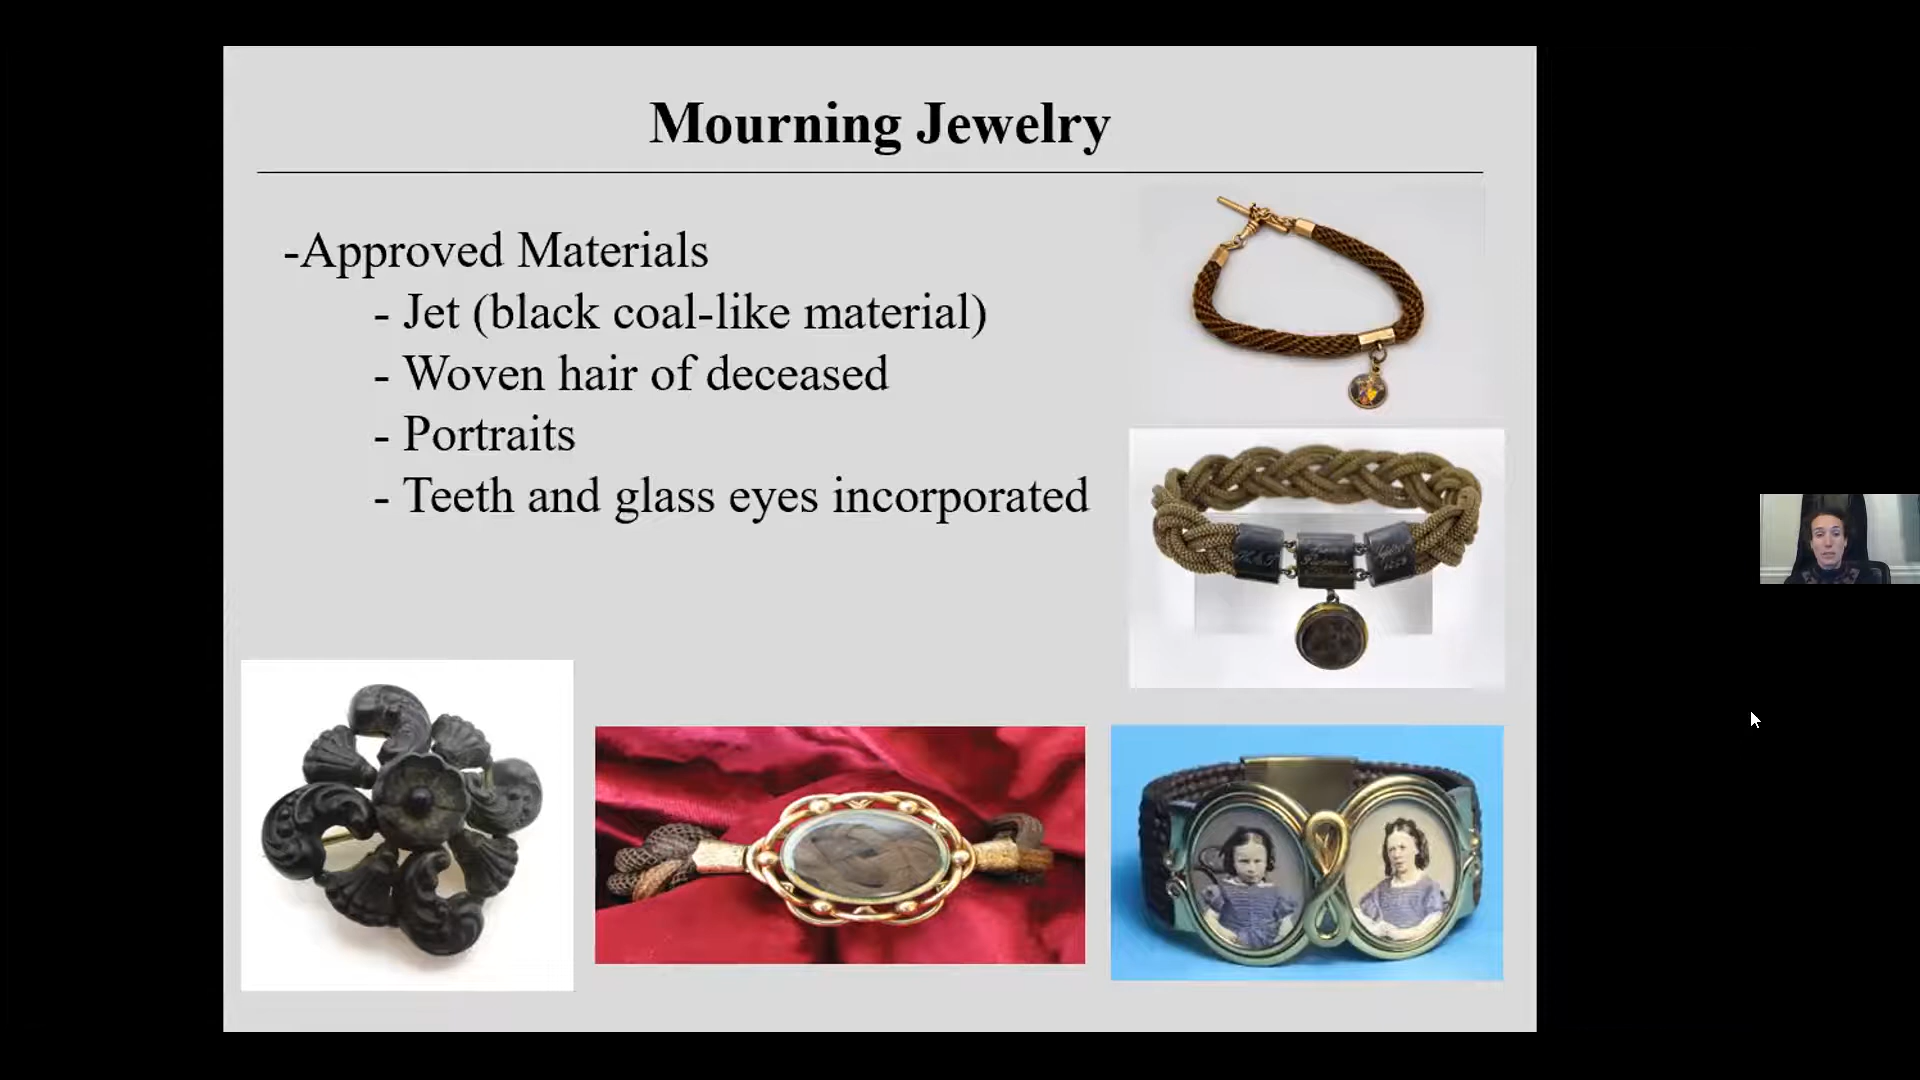 Mourning Jewelry
-Approved Materials
- Jet (black coal-like material)
- Woven hair of deceased
- Portraits
- Teeth and glass eyes incorporated